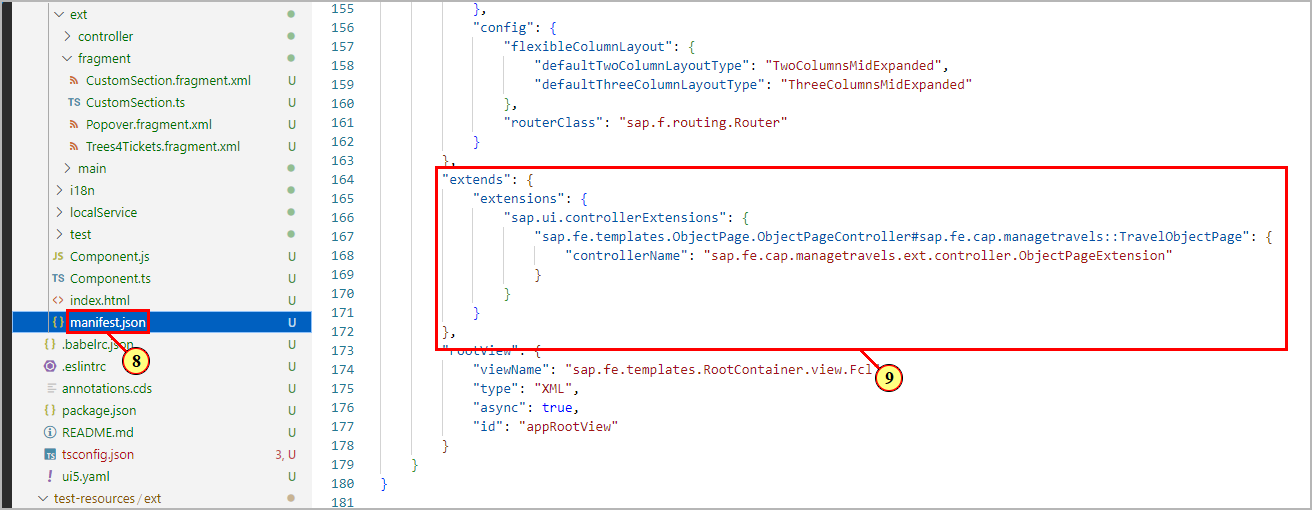 ext
controller
fragment
CustomSection.fragment.xml U
TS CustomSection.ts U
Popover.fragment.xml U
Trees4Tickets.fragment.xml U
main
i18n
localService
test
JS Component.js U
TS Component.ts U
<> index.html U
{} manifest.json U
8
{} .babelrc.json U
.eslintrc U
annotations.cds U
{} package.json U
README.md U
TS tsconfig.json 3, U
! ui5.yaml U
test-resources / ext
155 },
156 "config": {
157 "flexibleColumnLayout": {
158 "defaultTwoColumnLayoutType": "TwoColumnsMidExpanded",
159 "defaultThreeColumnLayoutType": "ThreeColumnsMidExpanded"
160 },
161 "routerClass": "sap.f.routing.Router"
162 }
163 },
164 "extends": {
165 "extensions": {
166 "sap.ui.controllerExtensions": {
167 "sap.fe.templates.ObjectPage.ObjectPageController#sap.fe.cap.managetravels::TravelObjectPage": {
168 "controllerName": "sap.fe.cap.managetravels.ext.controller.ObjectPageExtension"
169 }
170 }
171 }
172 },
173 "rootView": {
174 "viewName": "sap.fe.templates.RootContainer.view.Fcl
9
175 "type": "XML",
176 "async": true,
177 "id": "appRootView"
178 }
179 }
180 }
181